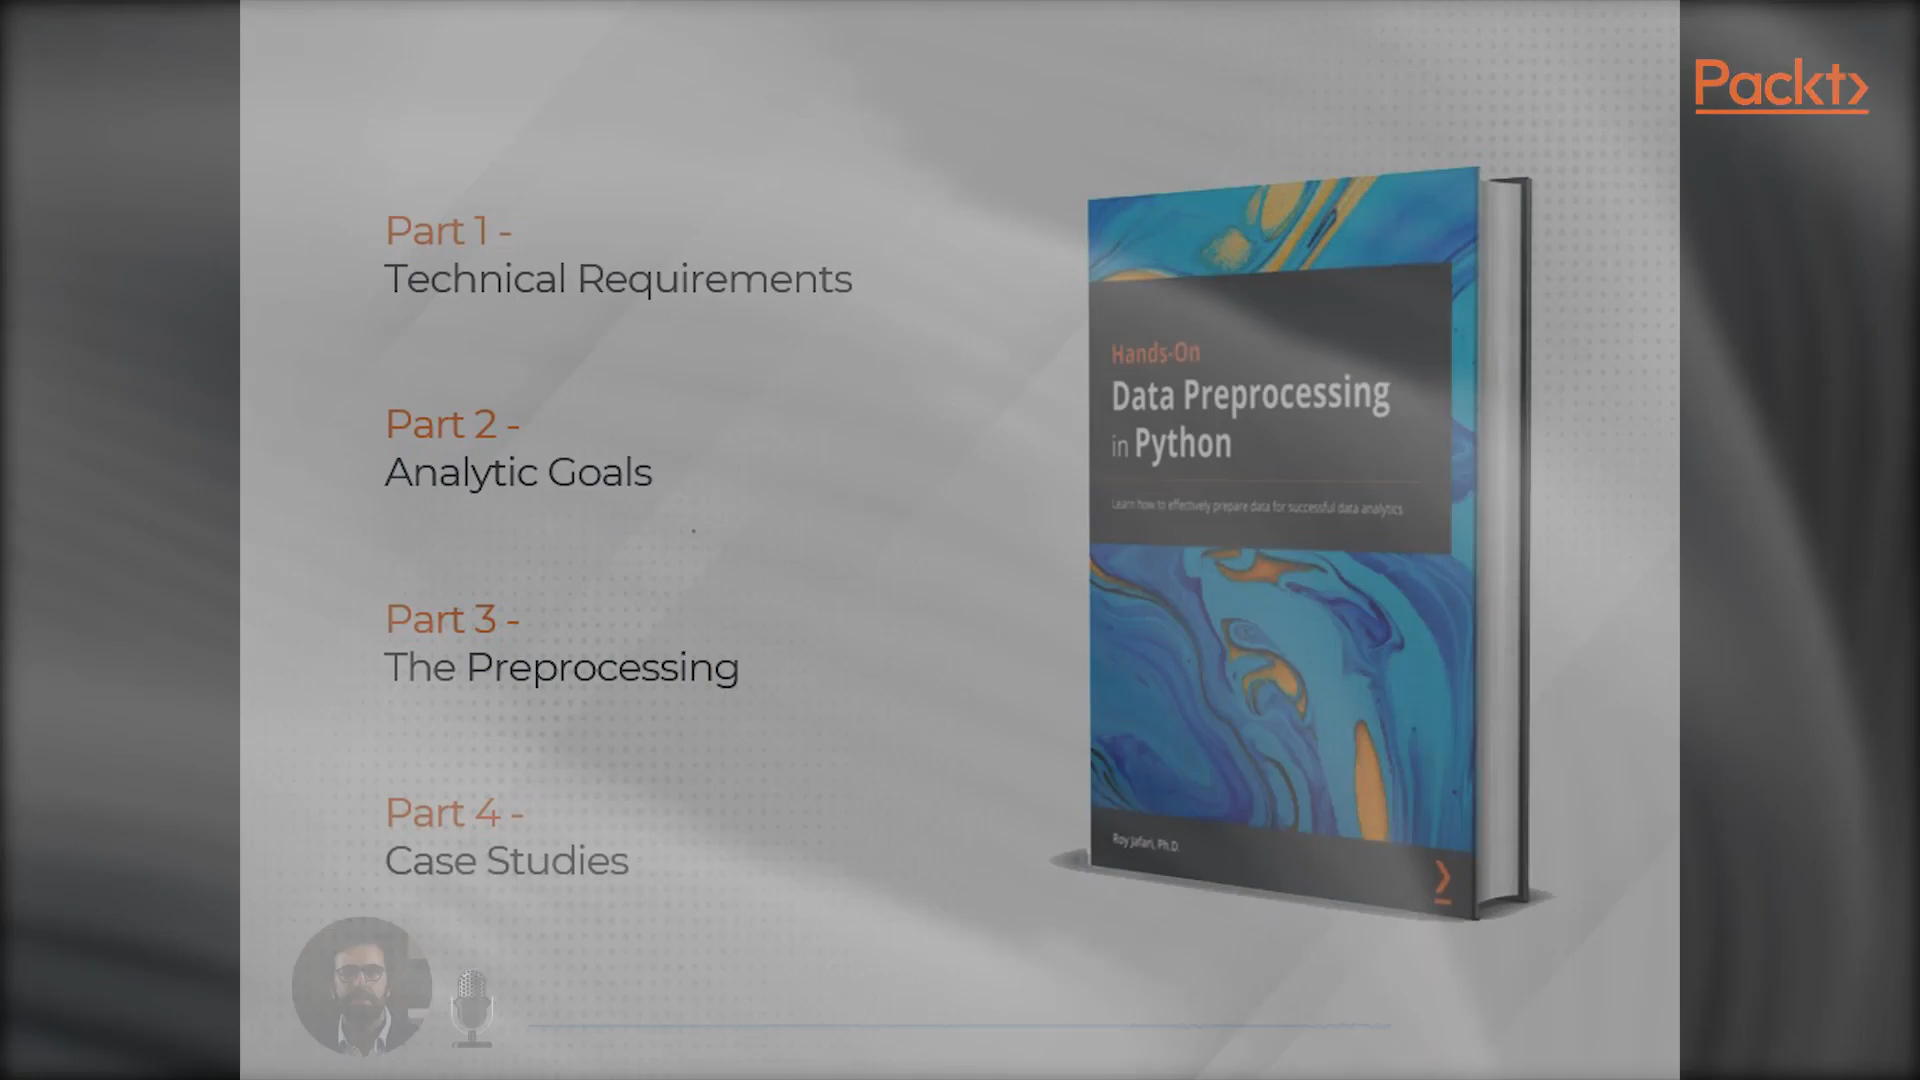 Packt
Part 1 -
Technical Requirements
Part 2 -
Analytic Goals
Part 3 -
The Preprocessing
Part 4 -
Case Studies
Hands-On
Data Preprocessing
in Python
Learn how to effectively prepare data for successful data analytics
Roy Jafari, Ph.D.